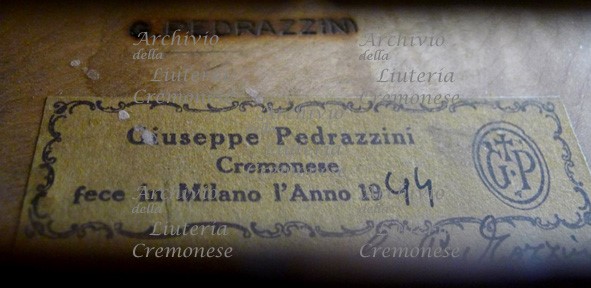 G. PEDRAZZINI
Archivio Archivio
della della
Liuteria Liuteria
Cremonese Cremonese
Giuseppe Pedrazzini
Cremonese
fece in Milano l'Anno 1944
GP
Archivio Archivio
della della
Liuteria Liuteria
Cremonese Cremonese